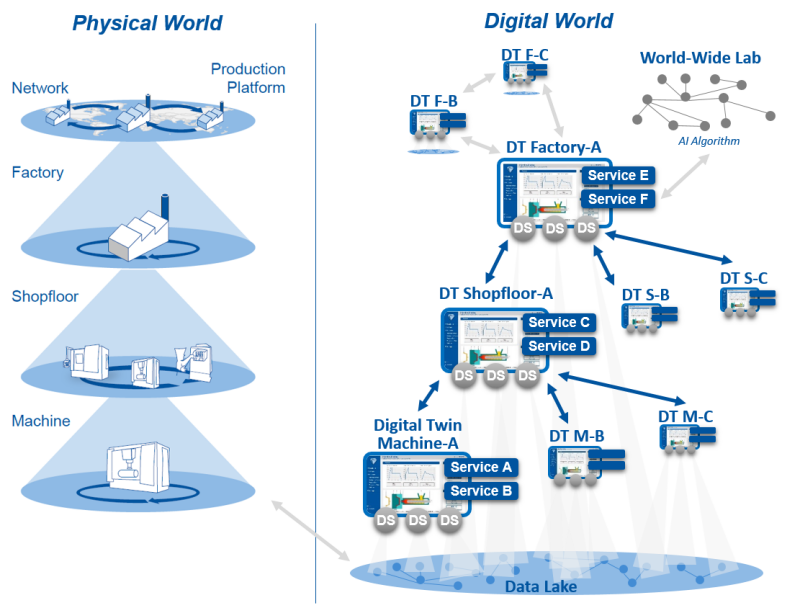 Physical World
Network
Production
Platform
Factory
Shopfloor
Machine
Digital World
DT F-C
World-Wide Lab
DT F-B
AI Algorithm
DT Factory-A
Service E
Service F
DS DS DS
DT S-C
DT Shopfloor-A
DT S-B
Service C
Service D
DS DS DS
DT M-C
Digital Twin
Machine-A
DT M-B
Service A
Service B
DS DS DS
Data Lake